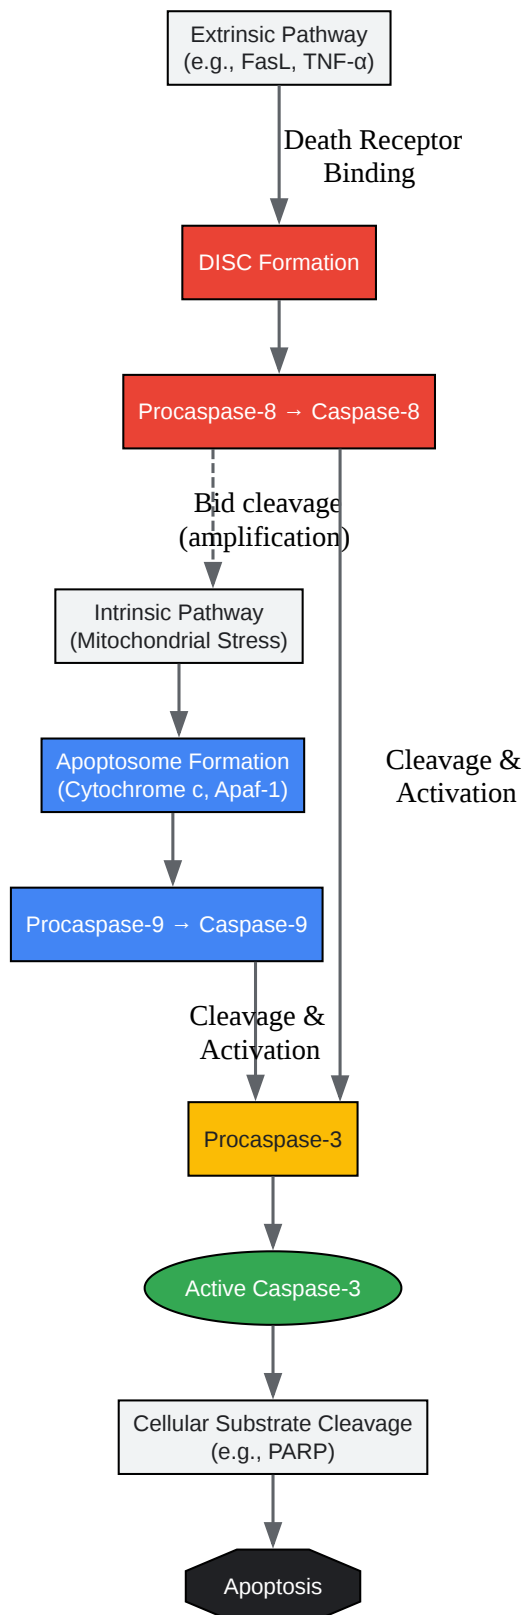 Extrinsic Pathway
(e.g., FasL, TNF-α)
Death Receptor
Binding
DISC Formation
Procaspase-8 → Caspase-8
Bid cleavage
(amplification)
Intrinsic Pathway
(Mitochondrial Stress)
Apoptosome Formation
(Cytochrome c, Apaf-1)
Cleavage &
Activation
Procaspase-9 → Caspase-9
Cleavage &
Activation
Procaspase-3
Active Caspase-3
Cellular Substrate Cleavage
(e.g., PARP)
Apoptosis